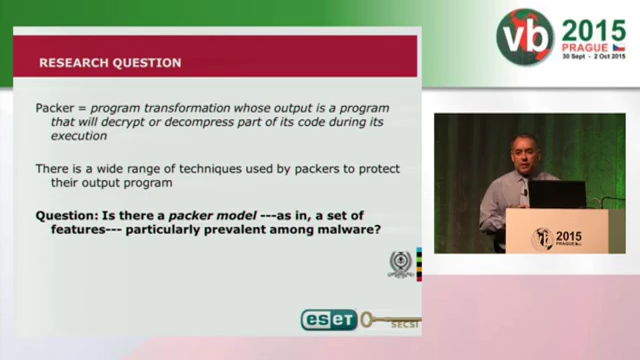 RESEARCH QUESTION
Packer = program transformation whose output is a program
that will decrypt or decompress part of its code during its
execution
There is a wide range of techniques used by packers to protect
their output program
Question: Is there a packer model ---as in, a set of
features--- particularly prevalent among malware?
eseT
SECSI
vb
2015
PRAGUE
30 Sept - 2 Oct 2015
2015
PRAGUE